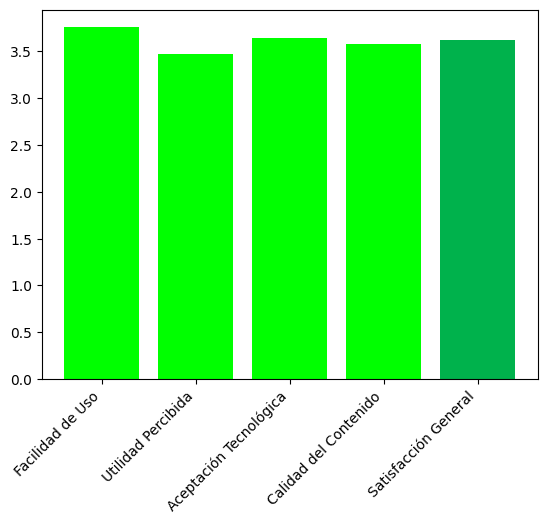 3.5
3.0
2.5
2.0
1.5
1.0
0.5
0.0
Facilidad de Uso
Utilidad Percibida
Aceptación Tecnológica
Calidad del Contenido
Satisfacción General